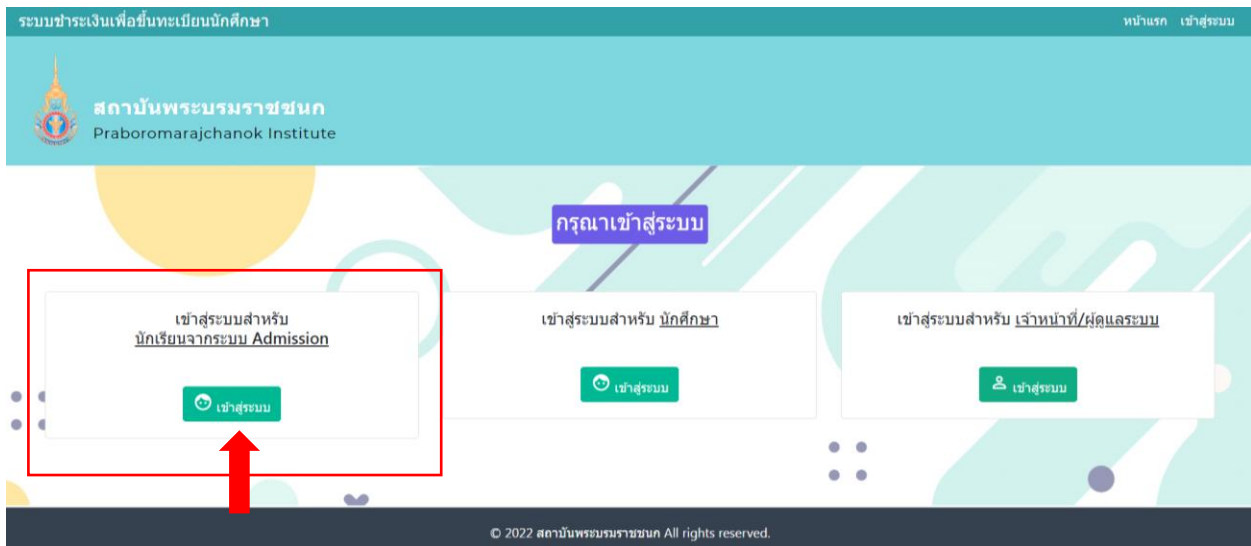 ระบบชำระเงินเพื่อขึ้นทะเบียนนักศึกษา
หน้าแรก เข้าสู่ระบบ
สถาบันพระบรมราชชนก
Praboromarajchanok Institute
กรุณาเข้าสู่ระบบ
เข้าสู่ระบบสำหรับ
นักเรียนจากระบบ Admission
เข้าสู่ระบบ
เข้าสู่ระบบสำหรับ นักศึกษา
เข้าสู่ระบบ
เข้าสู่ระบบสำหรับ เจ้าหน้าที่/ผู้ดูแลระบบ
เข้าสู่ระบบ
© 2022 สถาบันพระบรมราชชนก All rights reserved.